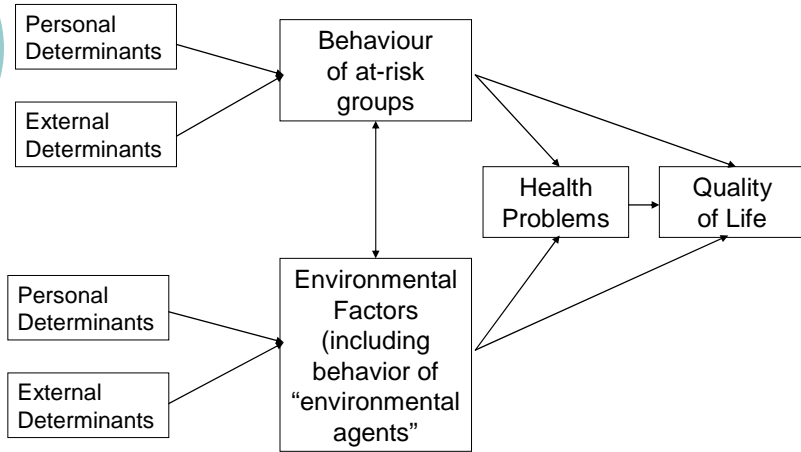 Personal
Determinants
External
Determinants
Behaviour
of at-risk
groups
Health
Problems
Quality
of Life
Personal
Determinants
External
Determinants
Environmental
Factors
(including
behavior of
“environmental
agents”